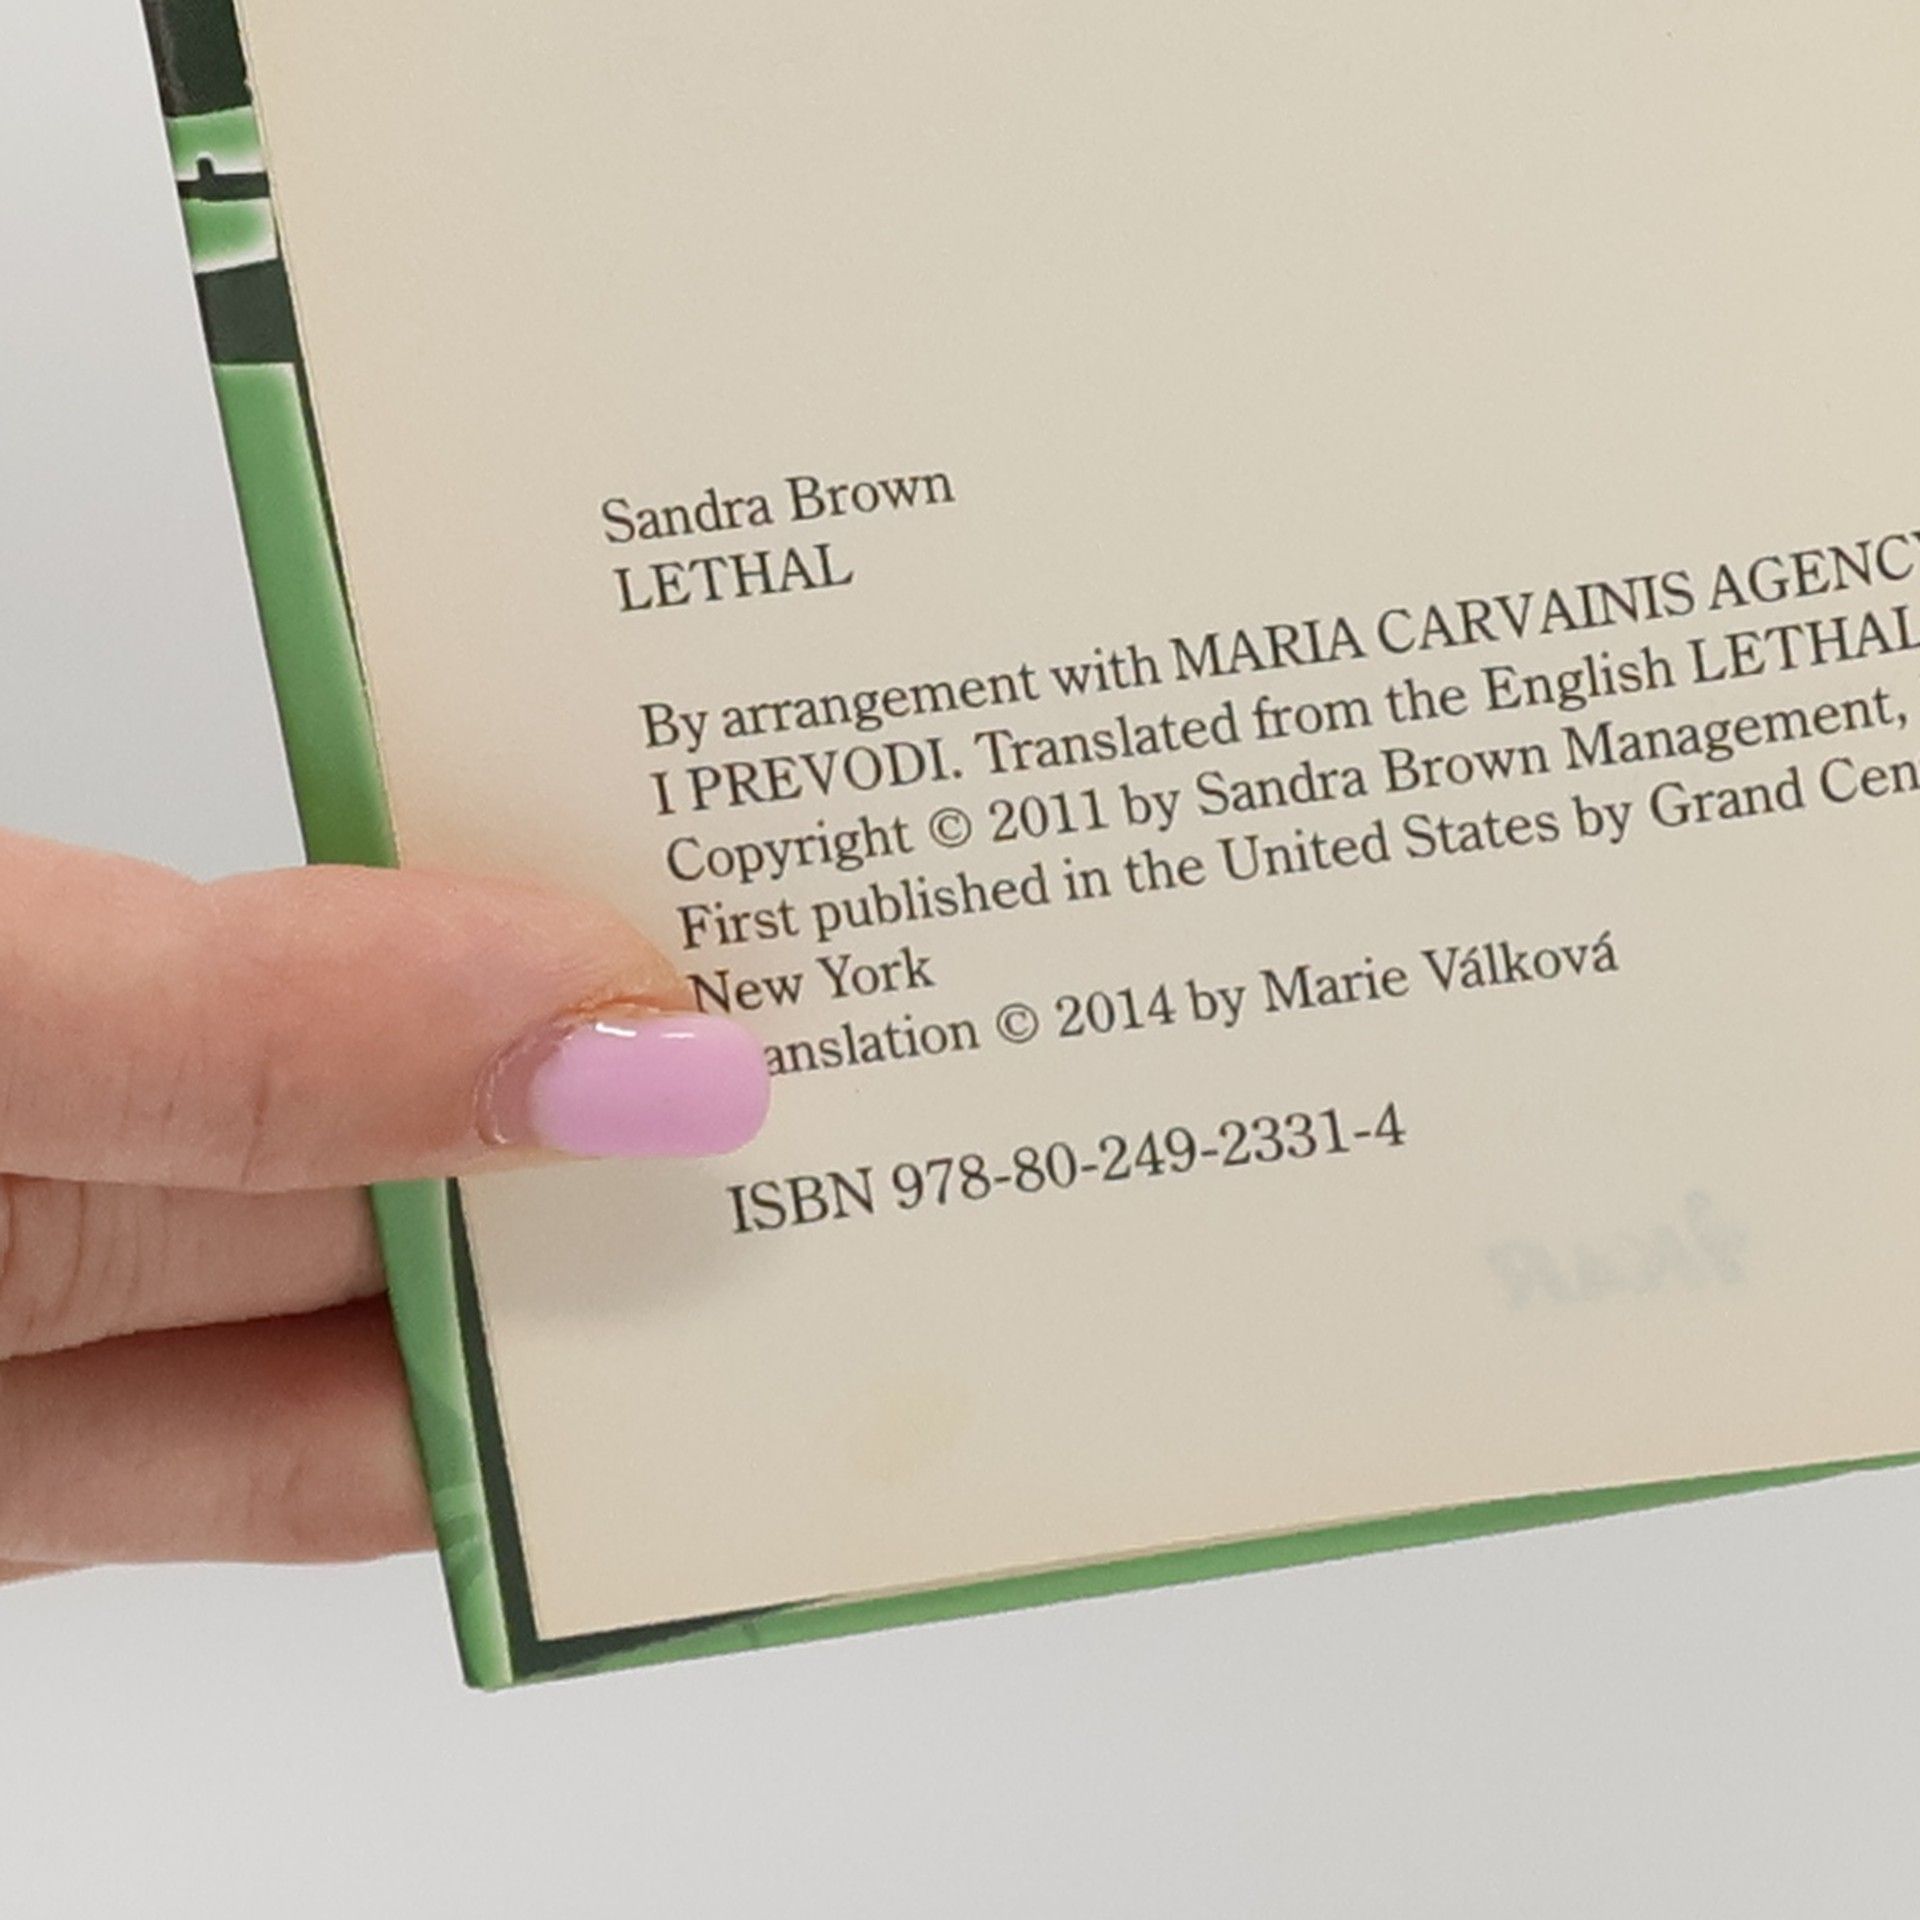 Sandra Brown
LETHAL
By arrangement with MARIA CARVAINIS AGENCY
I PREVODI. Translated from the English LETHAL
Copyright © 2011 by Sandra Brown Management,
First published in the United States by Grand Cen
New York
anslation © 2014 by Marie Válková
ISBN 978-80-249-2331-4